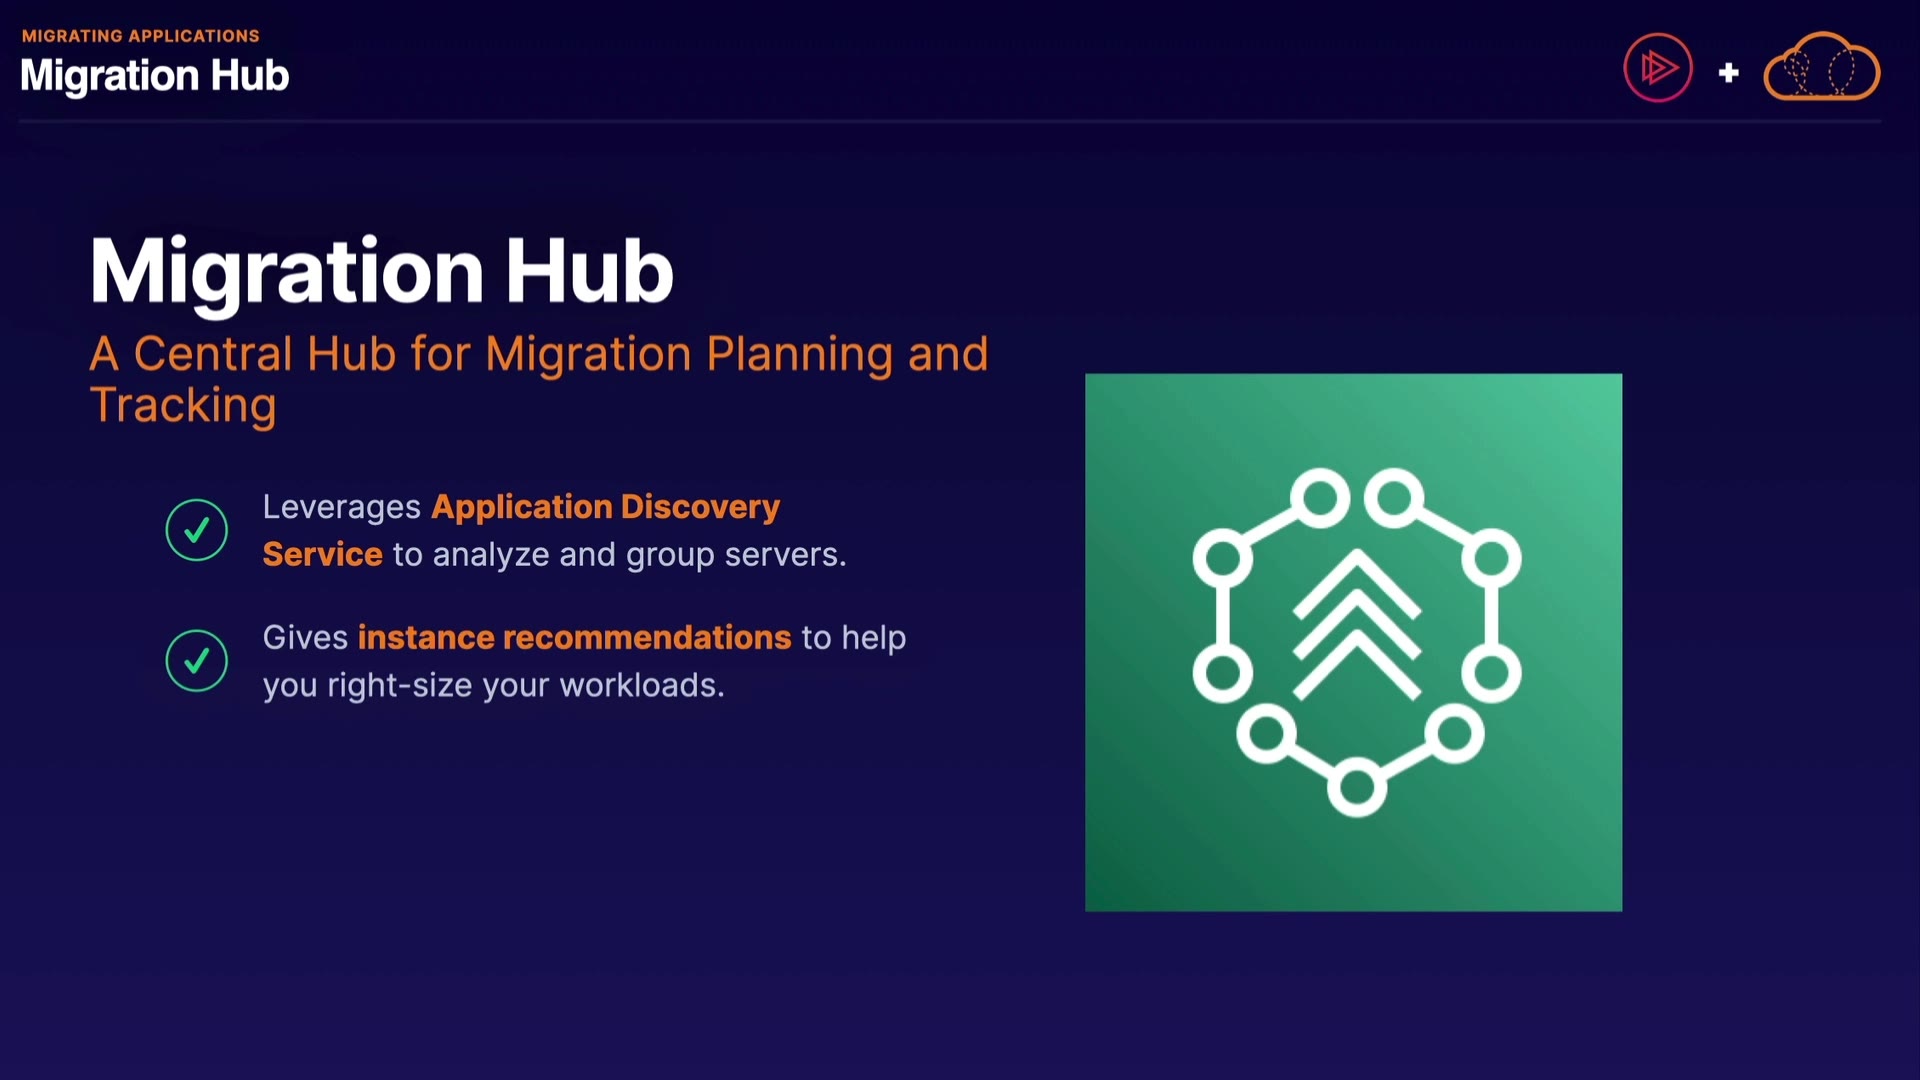 MIGRATING APPLICATIONS
Migration Hub
Migration Hub
A Central Hub for Migration Planning and
Tracking
Leverages Application Discovery
Service to analyze and group servers.
Gives instance recommendations to help
you right-size your workloads.